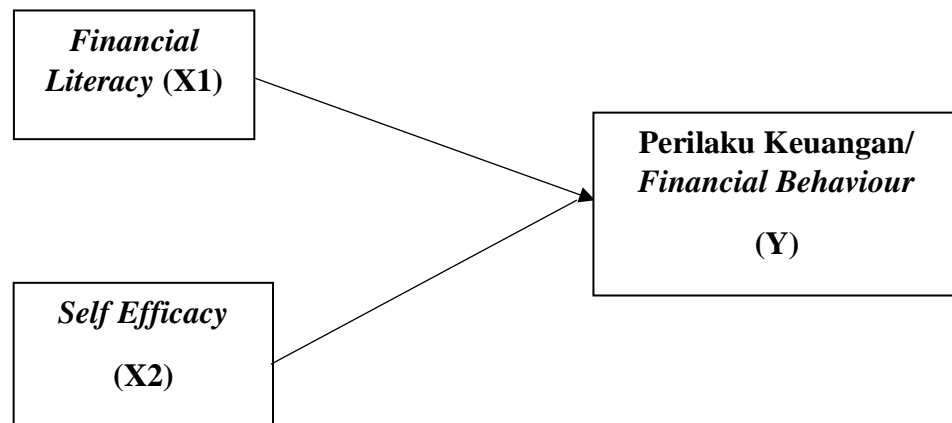 Financial
Literacy (X1)
Perilaku Keuangan/
Financial Behaviour
(Y)
Self Efficacy
(X2)